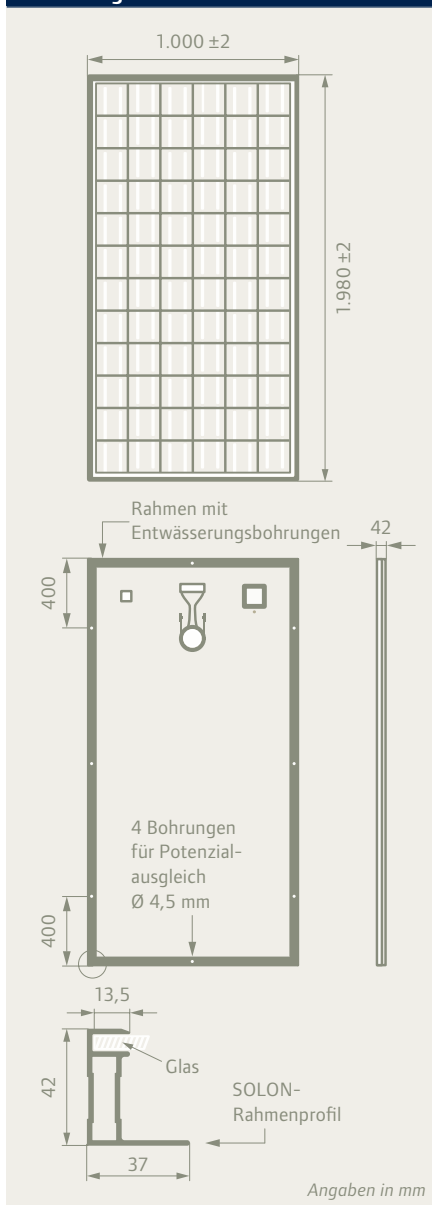 1.000 ±2
1.980 ±2
Rahmen mit
Entwässerungsbohrungen
42
400
4 Bohrungen
für Potenzial-
ausgleich
Ø 4,5 mm
400
13,5
Glas
42
SOLON-
Rahmenprofil
37
Angaben in mm